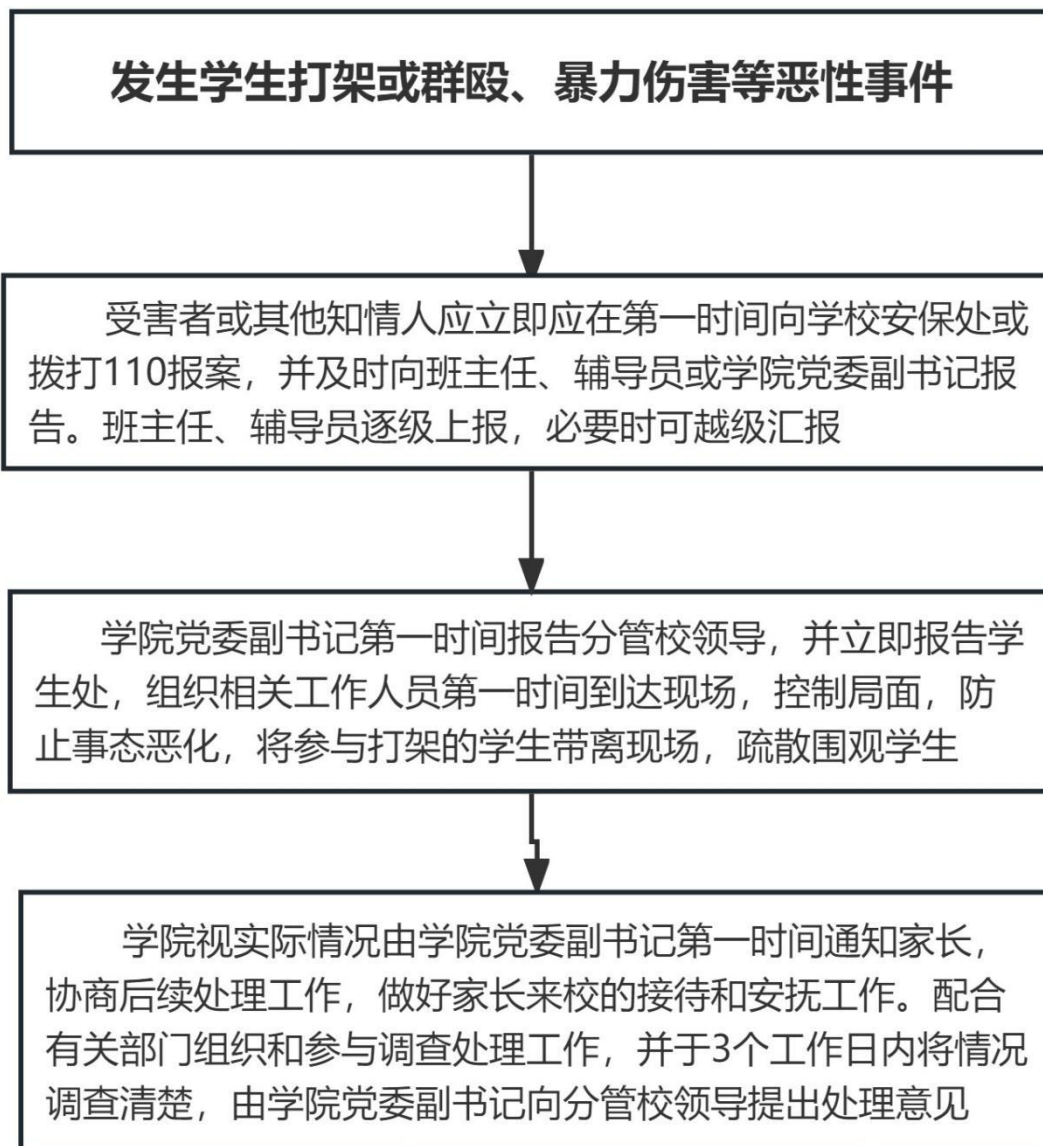 发生学生打架或群殴、暴力伤害等恶性事件
受害者或其他知情人应立即应在第一时间向学校安保处或
拨打110报案，并及时向班主任、辅导员或学院党委副书记报
告。班主任、辅导员逐级上报，必要时可越级汇报
学院党委副书记第一时间报告分管校领导，并立即报告学
生处，组织相关工作人员第一时间到达现场，控制局面，防
止事态恶化，将参与打架的学生带离现场，疏散围观学生
学院视实际情况由学院党委副书记第一时间通知家长，
协商后续处理工作，做好家长来校的接待和安抚工作。配合
有关部门组织和参与调查处理工作，并于3个工作日内将情况
调查清楚，由学院党委副书记向分管校领导提出处理意见